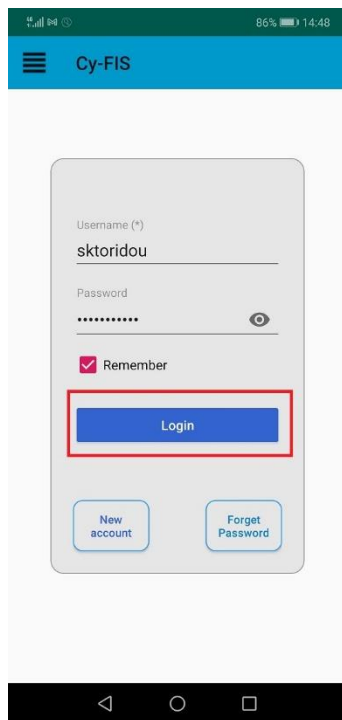 86% 14:48
Cy-FIS
Username (*)
sktoridou
Password
•••••••••••
Remember
Login
New
account
Forget
Password